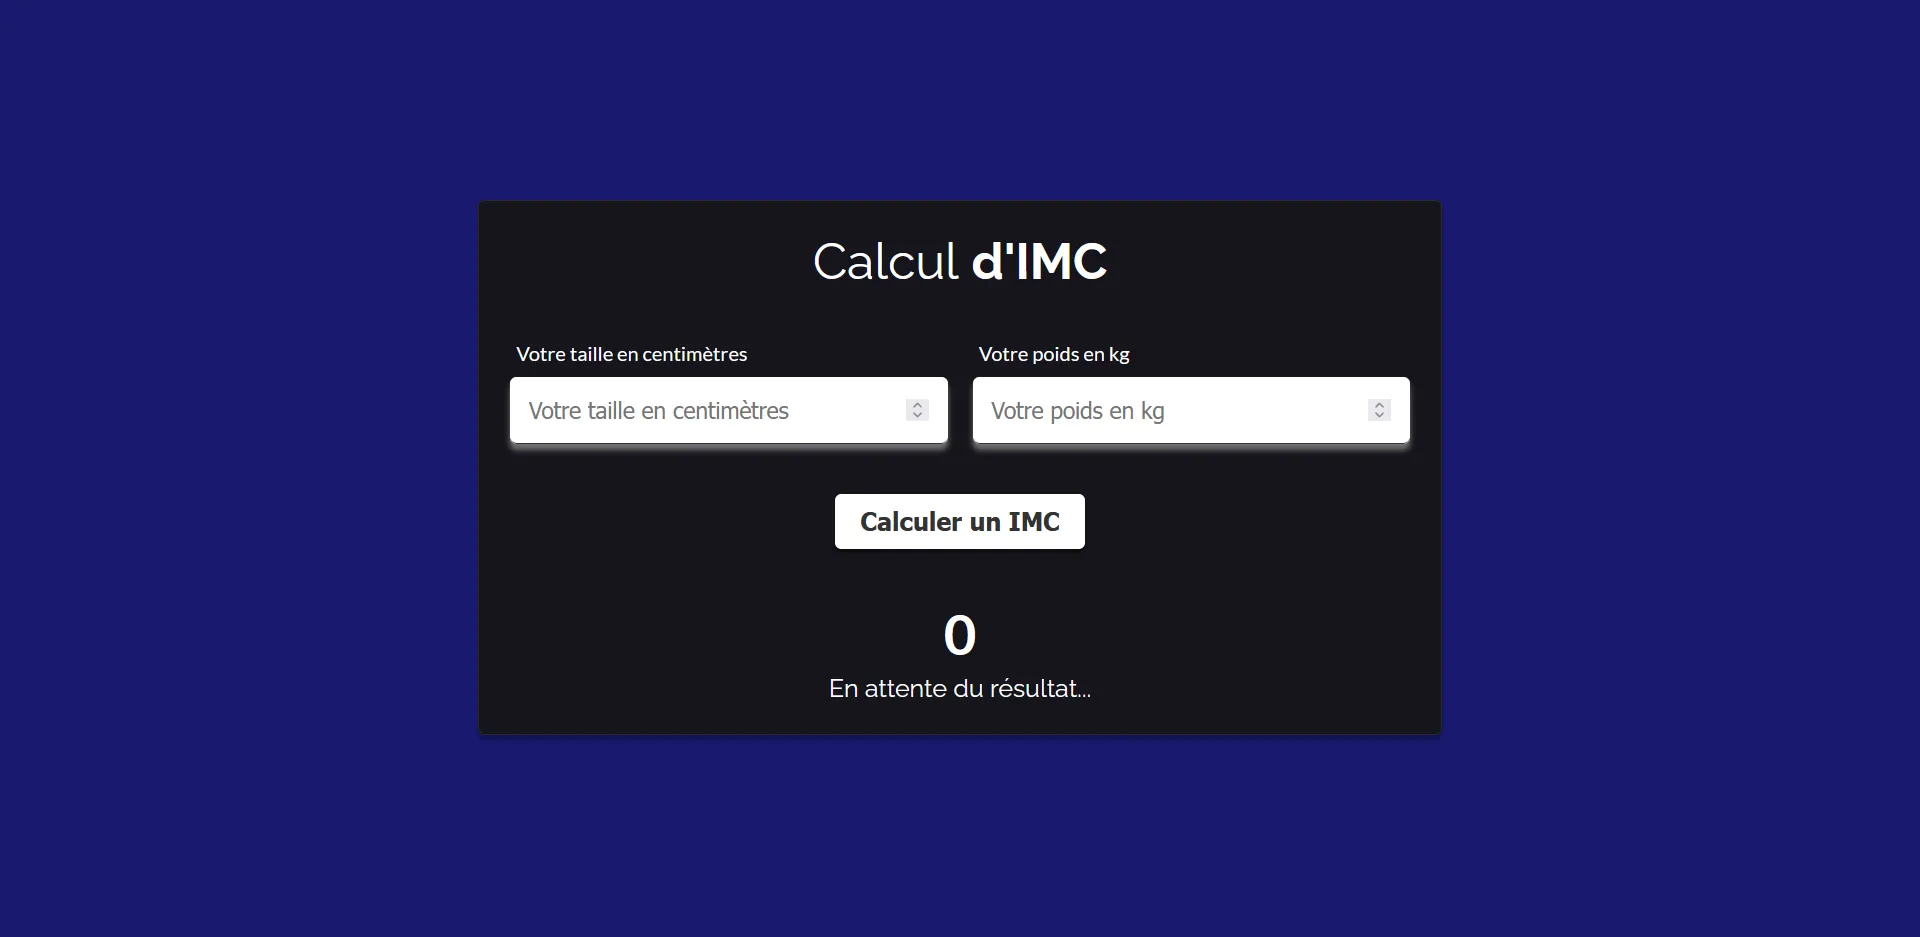 Calcul d'IMC
Votre taille en centimètres
Votre poids en kg
Votre taille en centimètres
Votre poids en kg
Calculer un IMC
0
En attente du résultat...